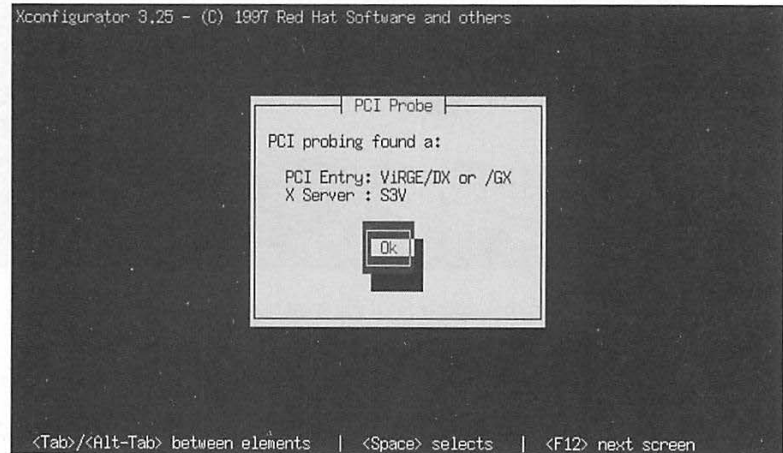 Xconfigurator 3.25 - (C) 1997 Red Hat Software and others
PCI Probe
PCI probing found a:
PCI Entry: ViRGE/DX or /GX
X Server : S3V
Ok
<Tab>/<Alt-Tab> between elements | <Space> selects | <F12> next screen